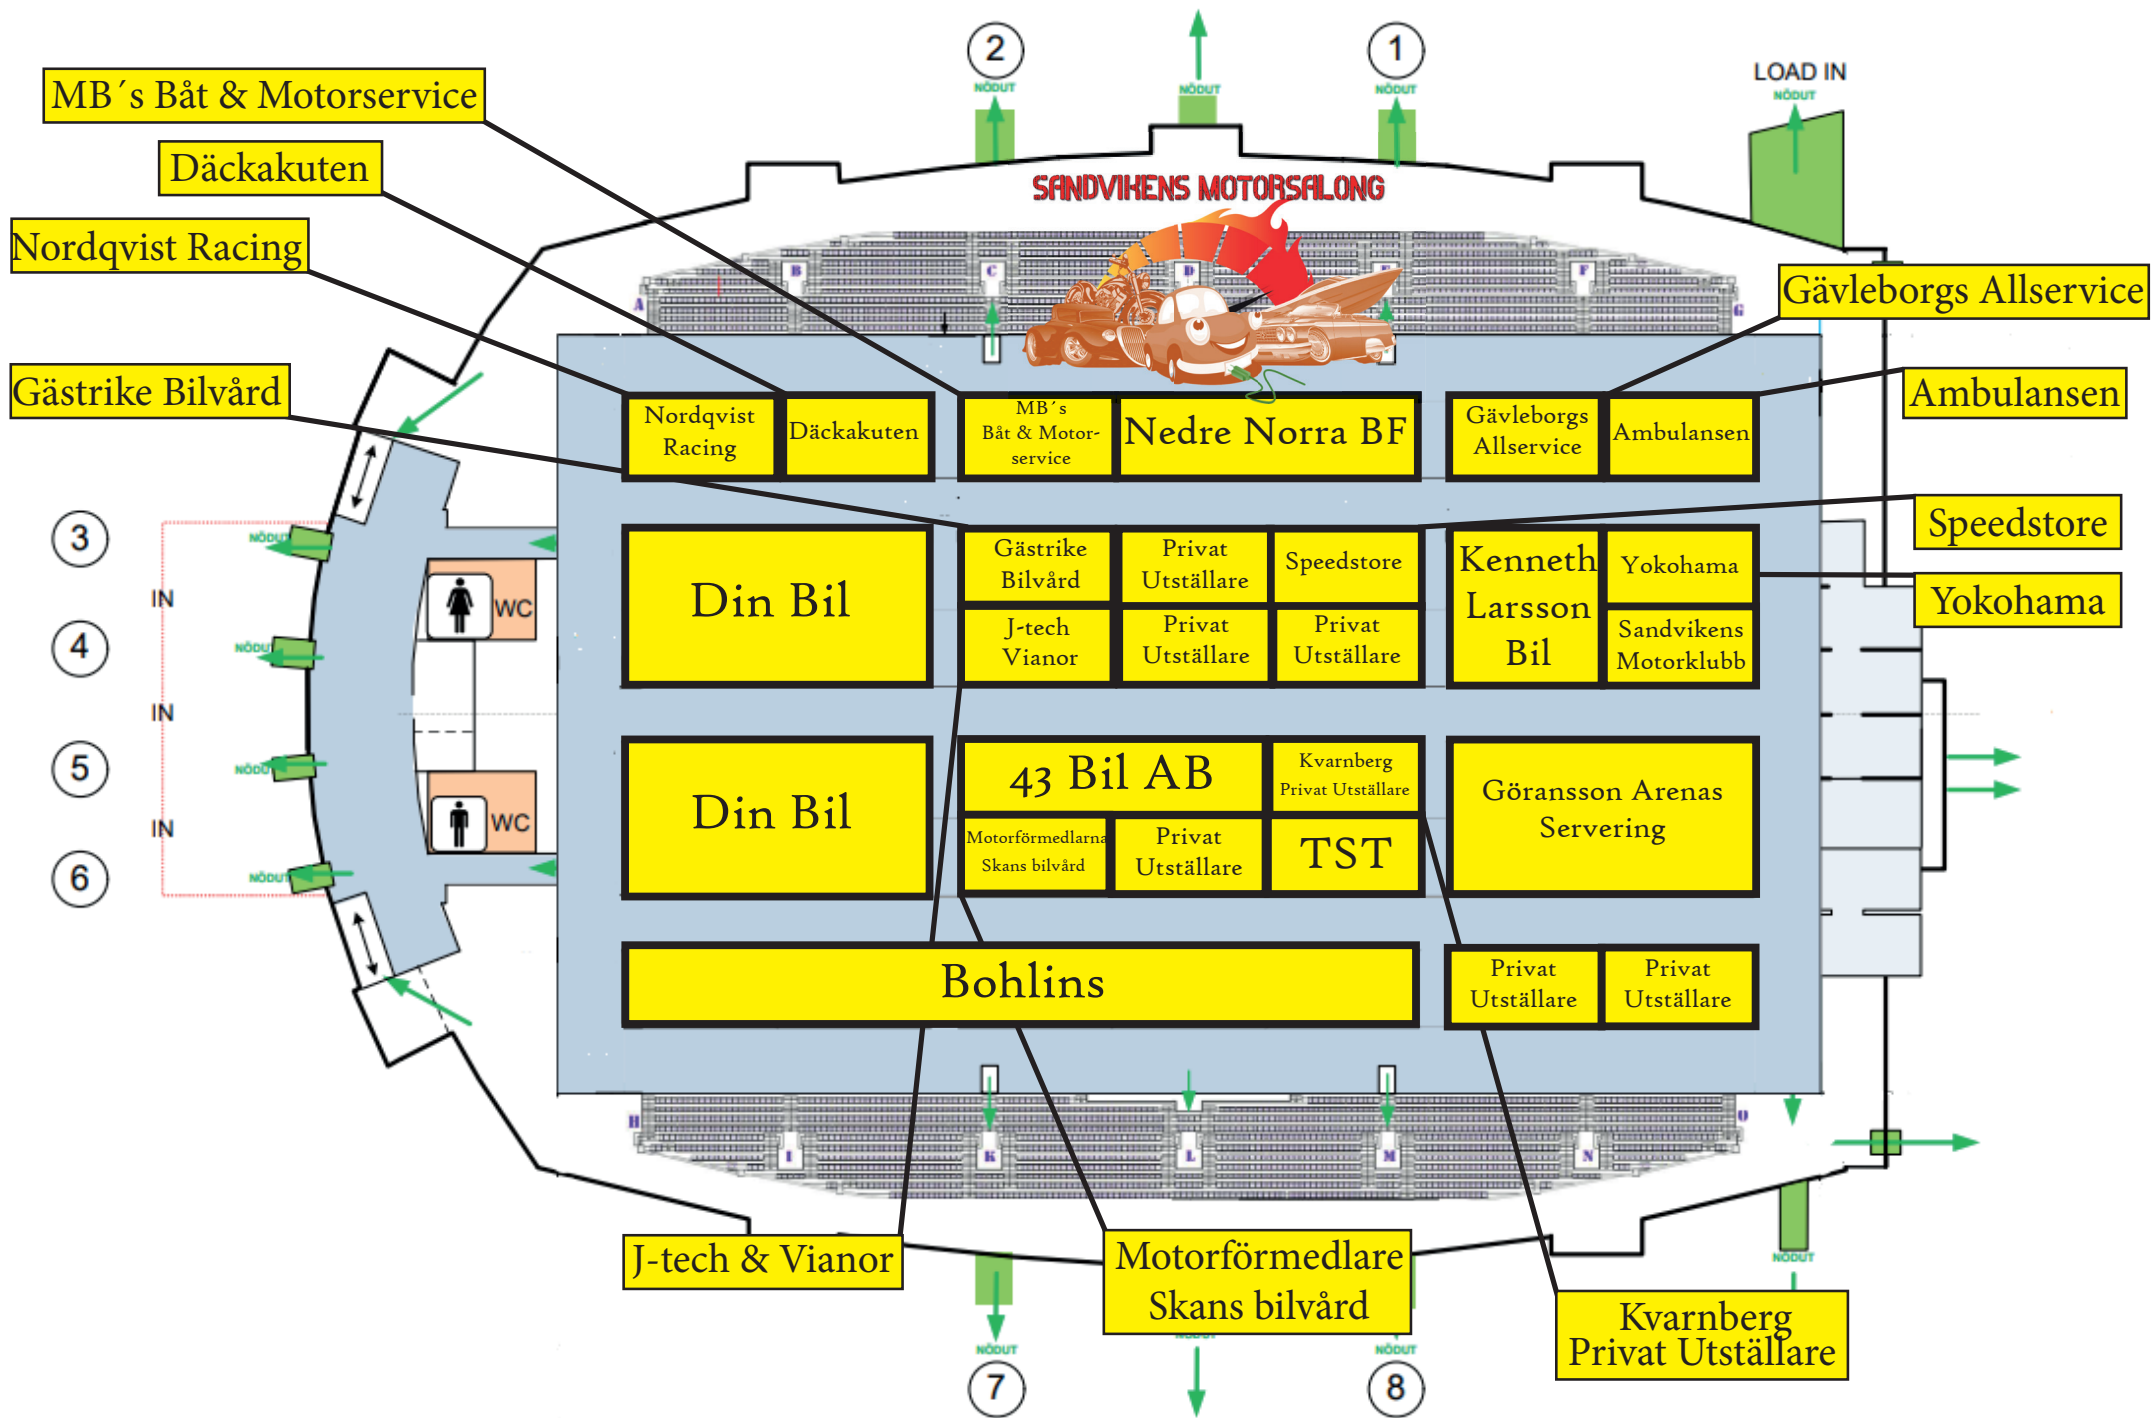 2
1
LOAD IN
NÖDUT
NÖDUT
NÖDUT
NÖDUT
MB´s Båt & Motorservice
Däckakuten
Nordqvist Racing
Gästrike Bilvård
SANDVIKENS MOTORSALONG
A
B
C
D
E
F
G
Gävleborgs Allservice
Ambulansen
Speedstore
Yokohama
Nordqvist
Racing
Däckakuten
MB´s
Båt & Motor-
service
Nedre Norra BF
Gävleborgs
Allservice
Ambulansen
3
NÖDUT
IN
4
NÖDUT
IN
5
NÖDUT
IN
6
NÖDUT
WC
WC
Din Bil
Gästrike
Bilvård
Privat
Utställare
Speedstore
J-tech
Vianor
Privat
Utställare
Privat
Utställare
Kenneth
Larsson
Bil
Yokohama
Sandvikens
Motorklubb
Din Bil
43 Bil AB
Kvarnberg
Privat Utställare
Motorförmedlarna
Skans bilvård
Privat
Utställare
TST
Göransson Arenas
Servering
Bohlins
Privat
Utställare
Privat
Utställare
H
I
K
L
M
N
O
J-tech & Vianor
Motorförmedlare
Skans bilvård
Kvarnberg
Privat Utställare
NÖDUT
NÖDUT
NÖDUT
NÖDUT
7
8